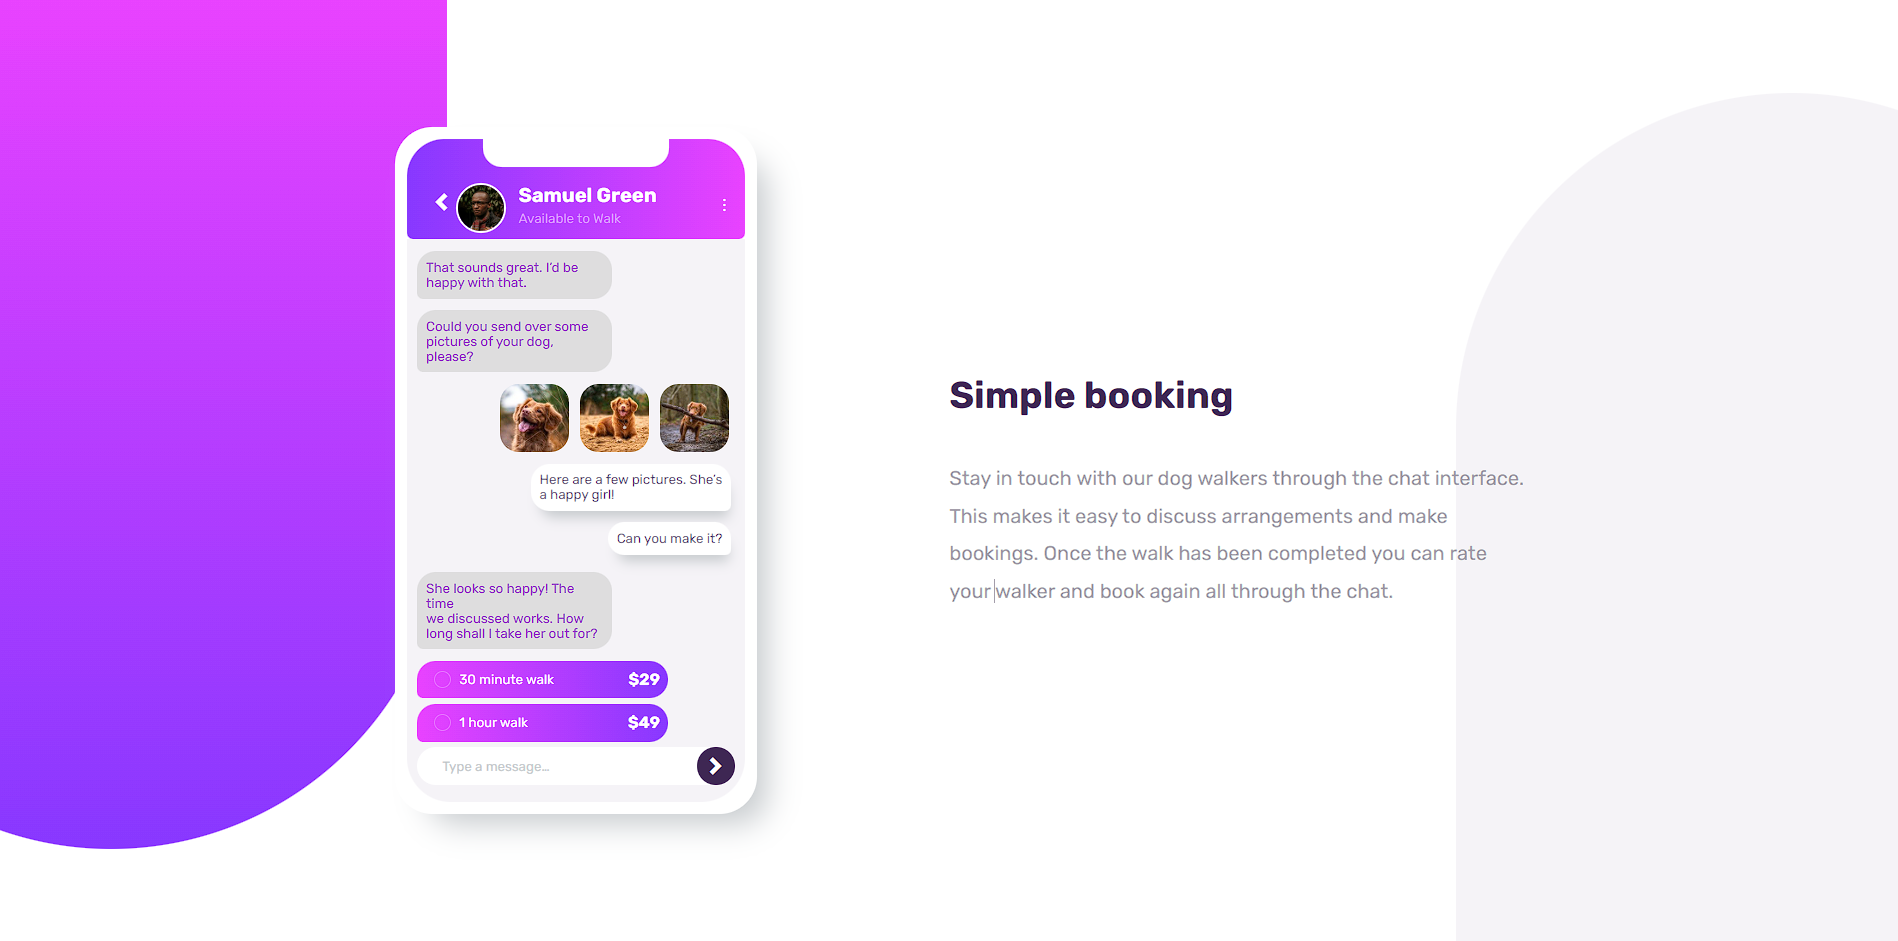 Samuel Green
Available to Walk
That sounds great. I’d be
happy with that.
Could you send over some
pictures of your dog,
please?
Here are a few pictures. She’s
a happy girl!
Can you make it?
She looks so happy! The
time
we discussed works. How
long shall I take her out for?
30 minute walk $29
1 hour walk $49
Type a message…
Simple booking
Stay in touch with our dog walkers through the chat interface.
This makes it easy to discuss arrangements and make
bookings. Once the walk has been completed you can rate
your walker and book again all through the chat.